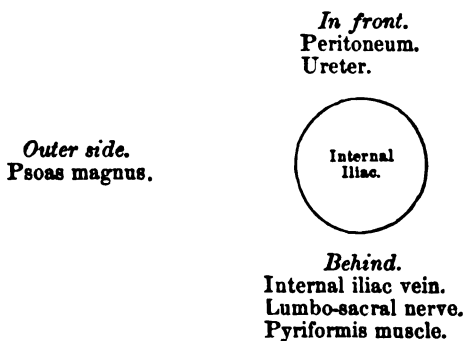 In front.
Peritoneum.
Ureter.
Outer side.
Psoas magnus.
Internal
Iliac.
Behind.
Internal iliac vein.
Lumbo-sacral nerve.
Pyriformis muscle.